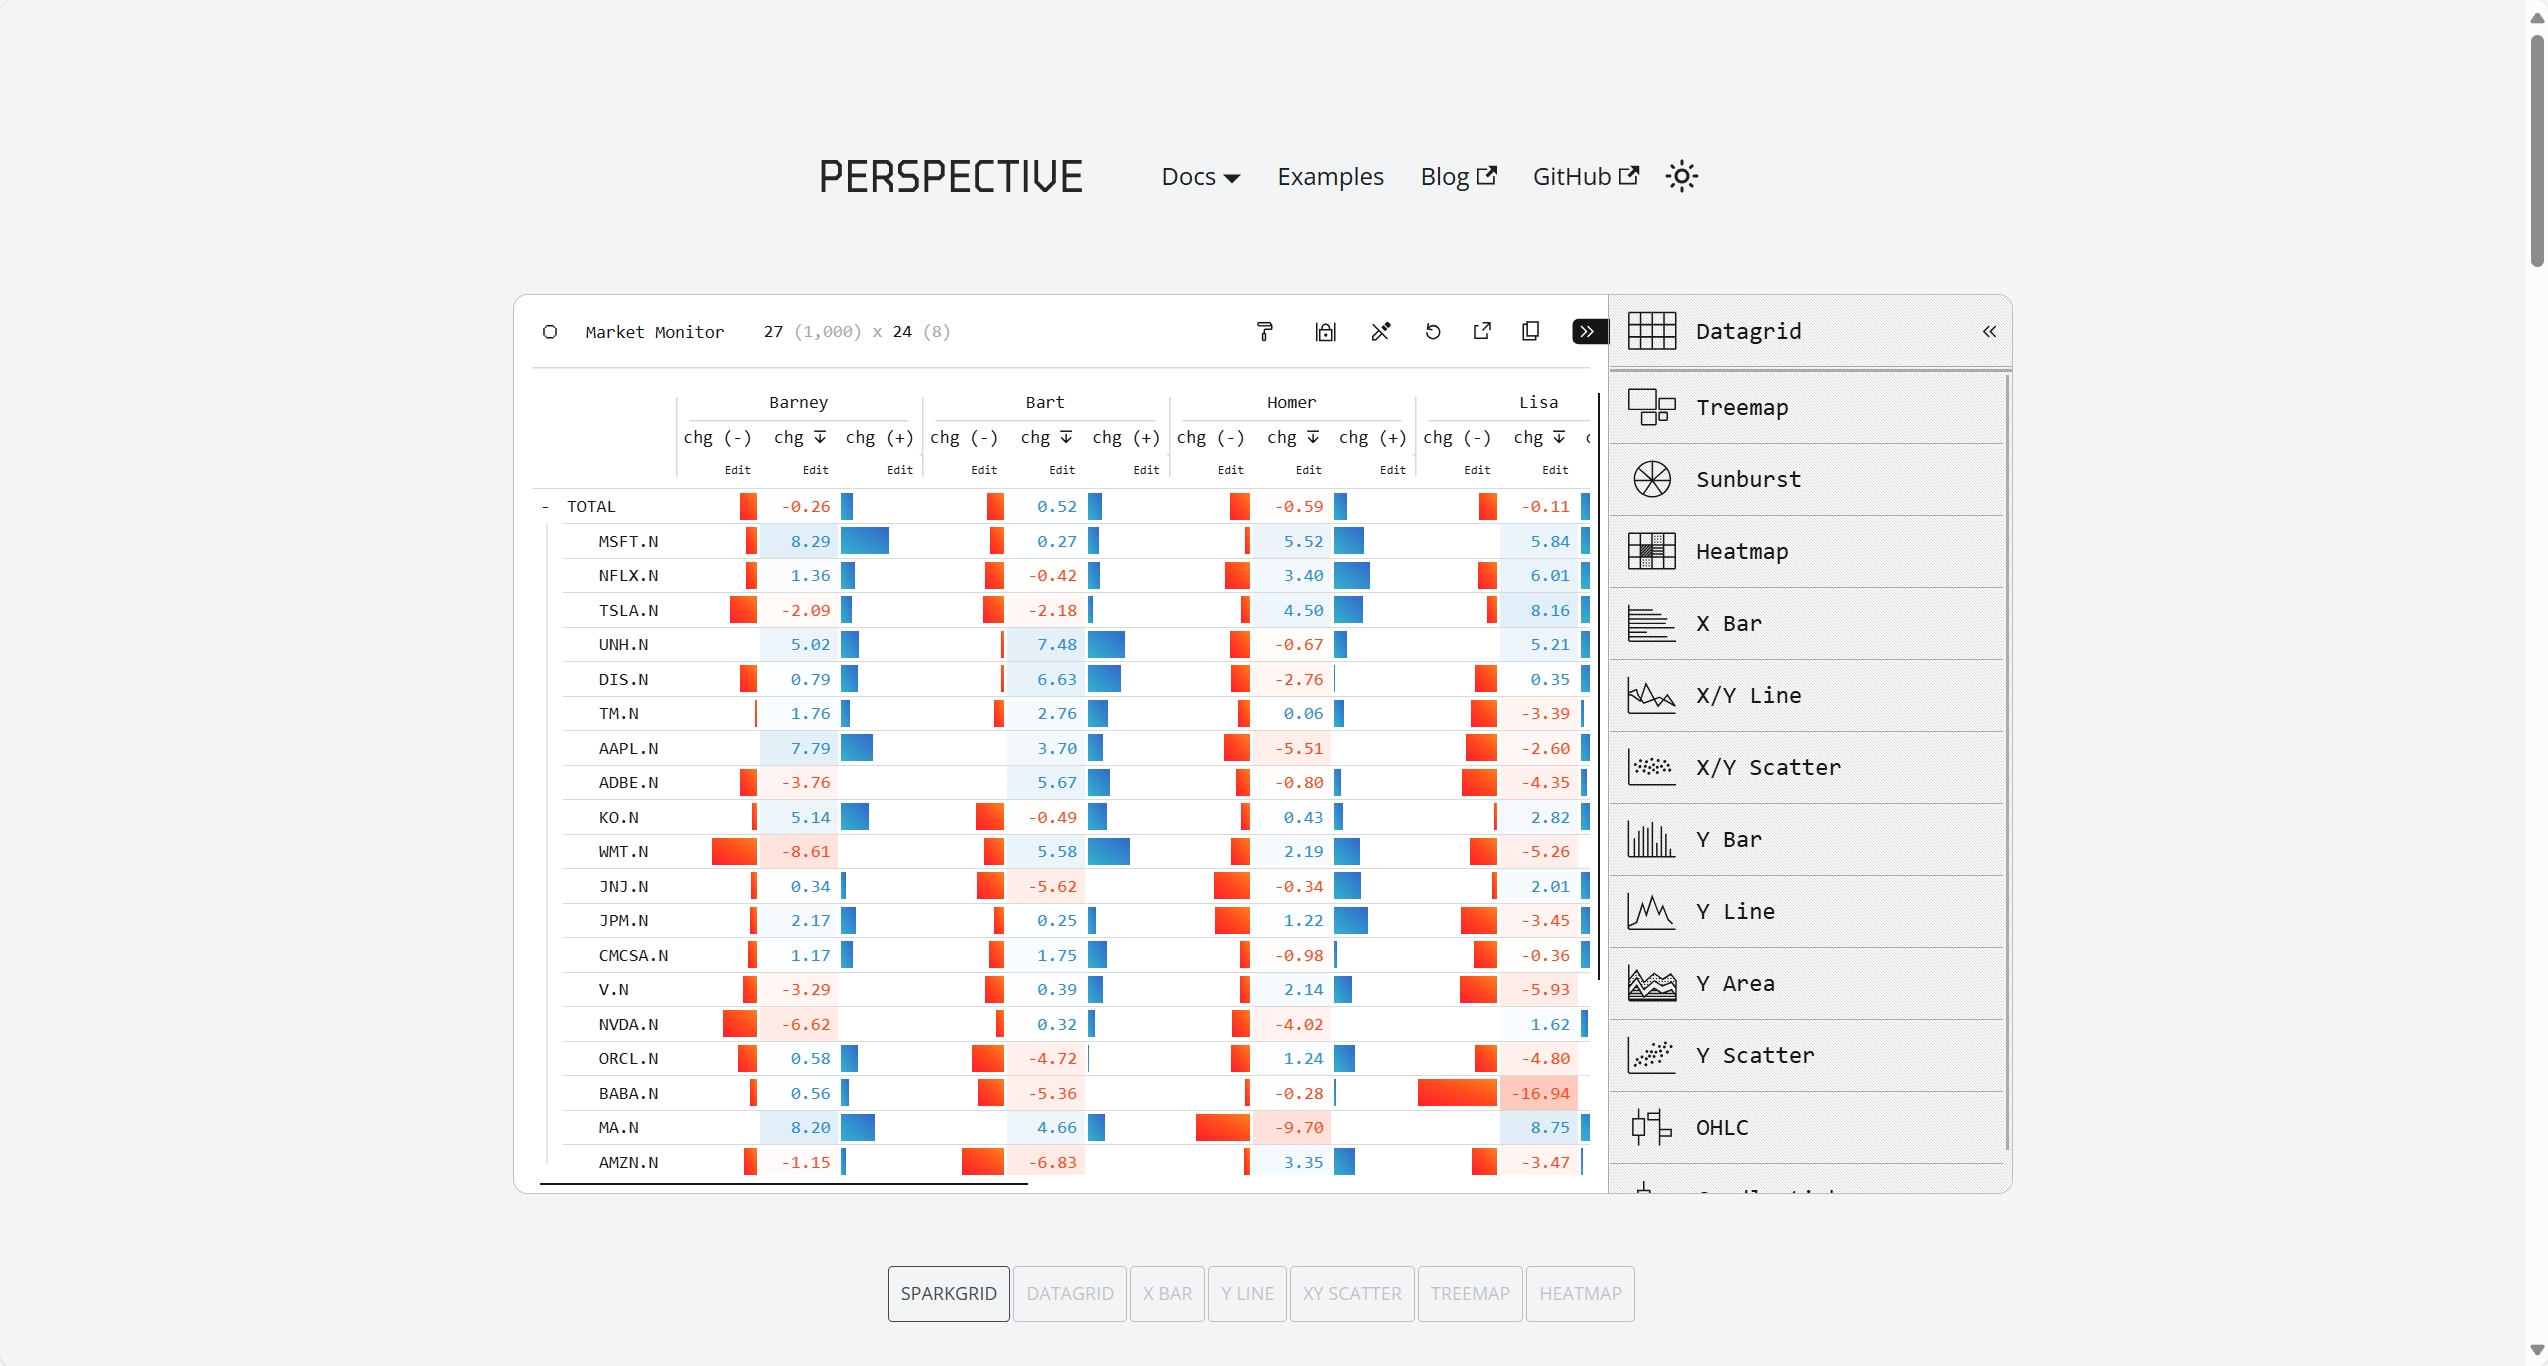 PERSPECTIVE Docs Examples Blog GitHub
Market Monitor 27 (1,000) x 24 (8)
Barney Bart Homer Lisa
chg (-) chg chg (+) chg (-) chg chg (+) chg (-) chg chg (+) chg (-) chg
Edit Edit Edit Edit Edit Edit Edit Edit Edit Edit Edit
- TOTAL -0.26 0.52 -0.59 -0.11
MSFT.N 8.29 0.27 5.52 5.84
NFLX.N 1.36 -0.42 3.40 6.01
TSLA.N -2.09 -2.18 4.50 8.16
UNH.N 5.02 7.48 -0.67 5.21
DIS.N 0.79 6.63 -2.76 0.35
TM.N 1.76 2.76 0.06 -3.39
AAPL.N 7.79 3.70 -5.51 -2.60
ADBE.N -3.76 5.67 -0.80 -4.35
KO.N 5.14 -0.49 0.43 2.82
WMT.N -8.61 5.58 2.19 -5.26
JNJ.N 0.34 -5.62 -0.34 2.01
JPM.N 2.17 0.25 1.22 -3.45
CMCSA.N 1.17 1.75 -0.98 -0.36
V.N -3.29 0.39 2.14 -5.93
NVDA.N -6.62 0.32 -4.02 1.62
ORCL.N 0.58 -4.72 1.24 -4.80
BABA.N 0.56 -5.36 -0.28 -16.94
MA.N 8.20 4.66 -9.70 8.75
AMZN.N -1.15 -6.83 3.35 -3.47
Datagrid
Treemap
Sunburst
Heatmap
X Bar
X/Y Line
X/Y Scatter
Y Bar
Y Line
Y Area
Y Scatter
OHLC
SPARKGRID DATAGRID X BAR Y LINE XY SCATTER TREEMAP HEATMAP